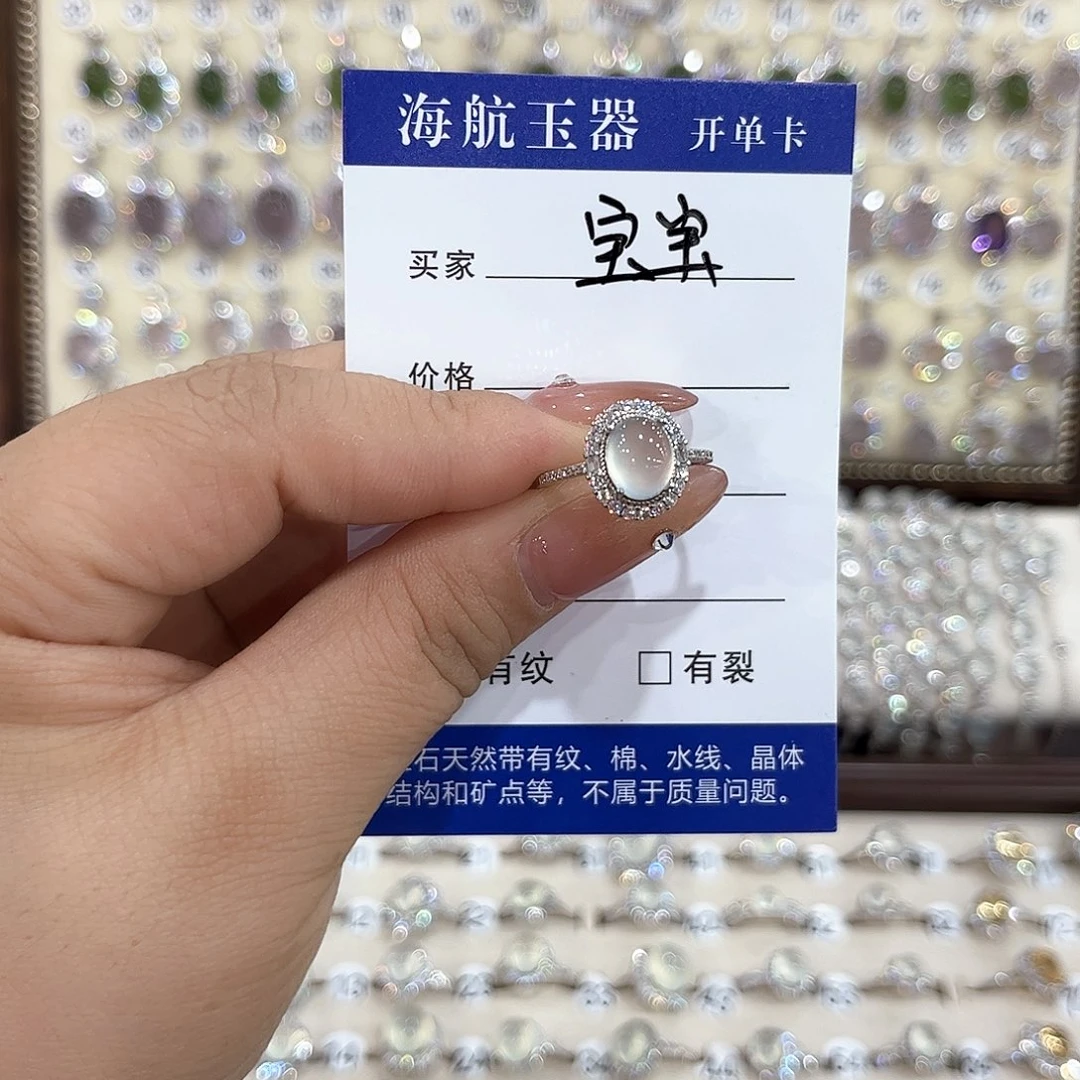 海航玉器 开单卡
买家 宝宝
价格
有纹 □有裂
石天然带有纹、棉、水线、晶体
结构和矿点等，不属于质量问题。